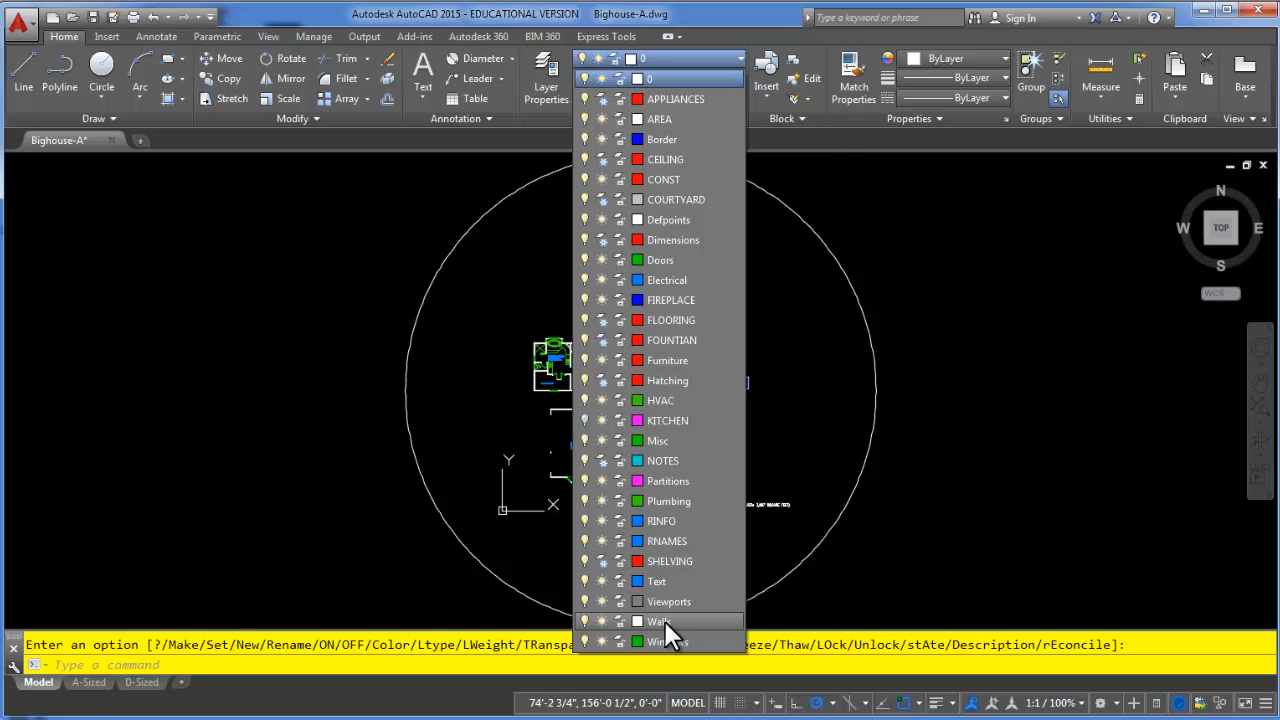 Autodesk AutoCAD 2015 - EDUCATIONAL VERSION Bighouse-A.dwg
Type a keyword or phrase
Sign In
Home Insert Annotate Parametric View Manage Output Add-ins Autodesk 360 BIM 360 Express Tools
Line Polyline Circle Arc
Move Rotate Trim
Copy Mirror Fillet
Stretch Scale Array
Text
Diameter
Leader
Table
Layer Properties
0
Insert
Edit
Match Properties
ByLayer
ByLayer
ByLayer
Group
Measure
Paste
Base
Draw Modify Annotation Block Properties Groups Utilities Clipboard View
Bighouse-A*
0
APPLIANCES
AREA
Border
CEILING
CONST
COURTYARD
Defpoints
Dimensions
Doors
Electrical
FIREPLACE
FLOORING
FOUNTIAN
Furniture
Hatching
HVAC
KITCHEN
Misc
NOTES
Partitions
Plumbing
RINFO
RNAMES
SHELVING
Text
Viewports
N
W TOP E
S
WCS
Y
X
Enter an option [?/Make/Set/New/Rename/ON/OFF/Color/Ltype/LWeight/TRanspa eze/Thaw/LOck/Unlock/stAte/Description/rEconcile]:
Type a command
Model A-Sized D-Sized
74'-2 3/4", 156'-0 1/2", 0'-0" MODEL 1:1 / 100%